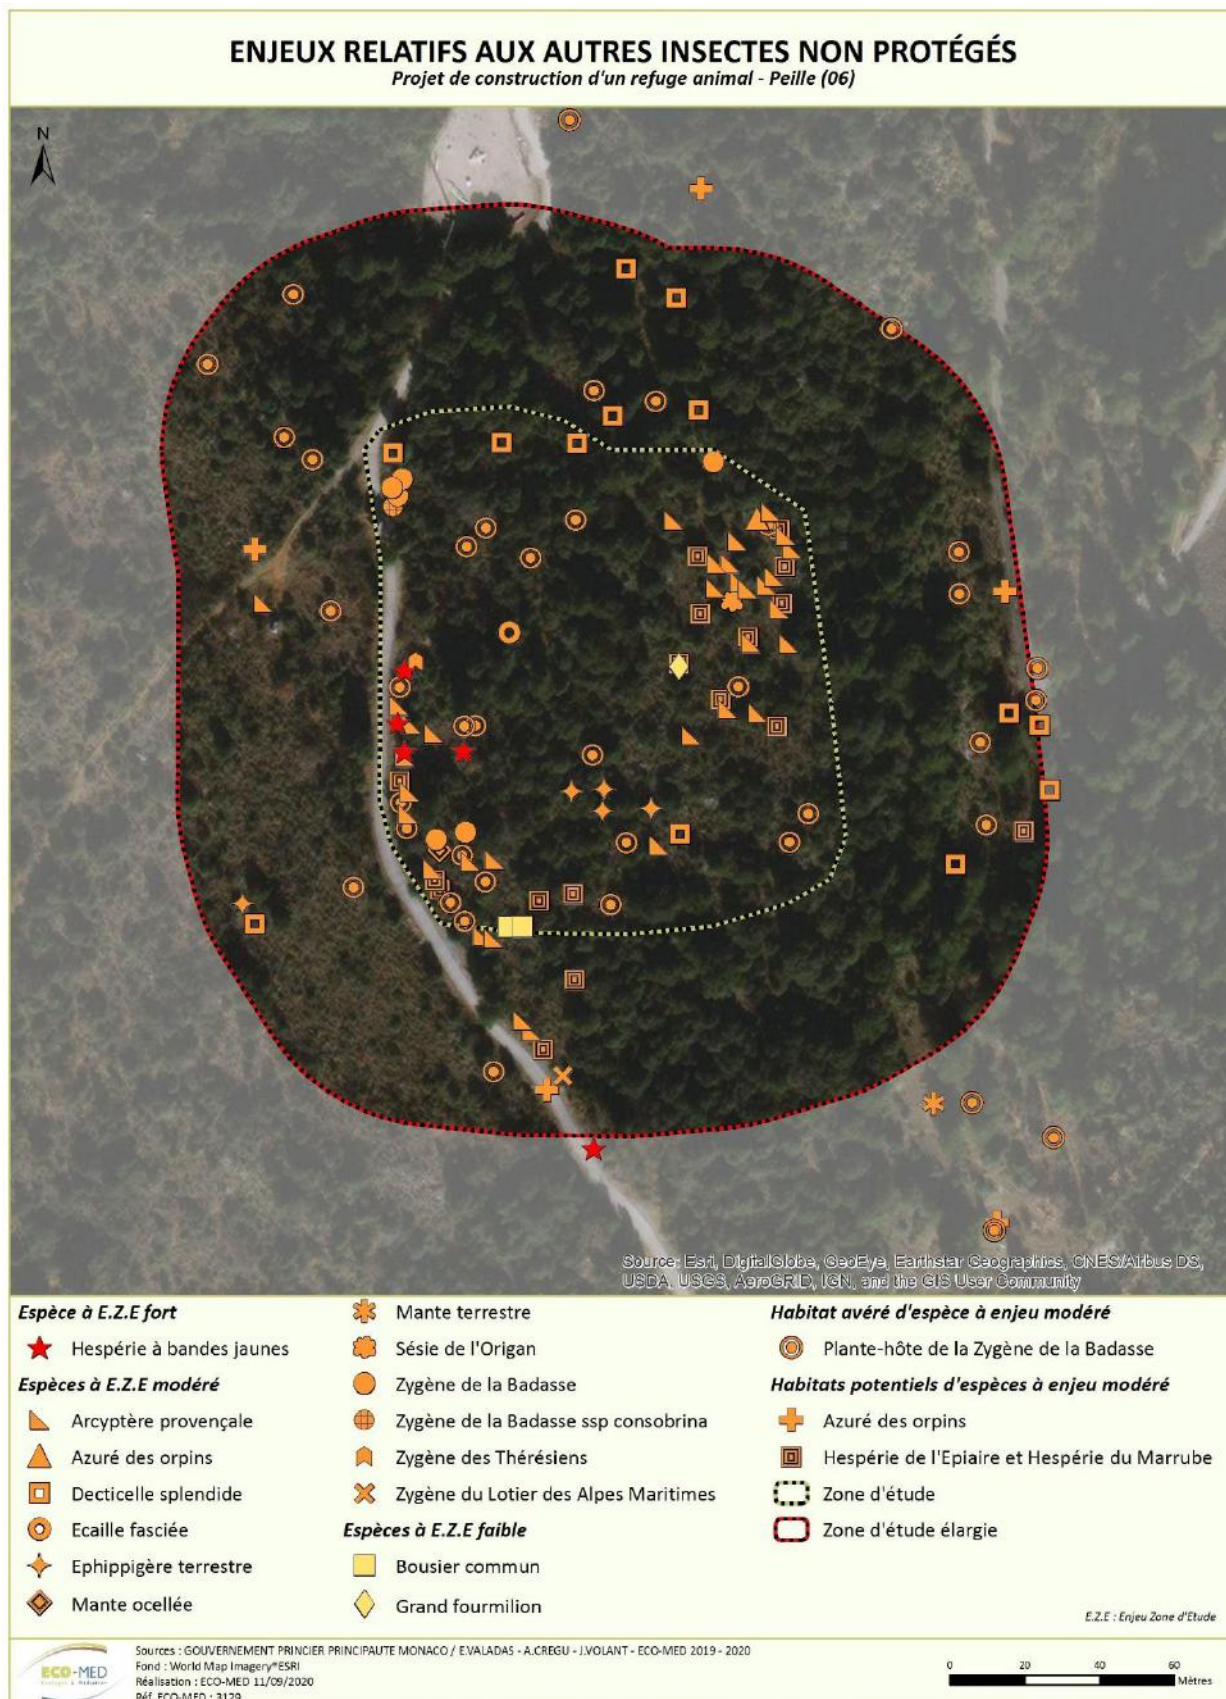 ENJEUX RELATIFS AUX AUTRES INSECTES NON PROTÉGÉS
Projet de construction d'un refuge animal - Peille (06)
N
Source: Esri, DigitalGlobe, GeoEye, Earthstar Geographics, CNES/Airbus DS,
USDA, USGS, AeroGRID, IGN, and the GIS User Community
Espèce à E.Z.E fort
Hespérie à bandes jaunes
Espèces à E.Z.E modéré
Arcyptère provençale
Azuré des orpins
Decticelle splendide
Ecaille fasciée
Ephippigère terrestre
Mante ocellée
Mante terrestre
Sésie de l'Origan
Zygène de la Badasse
Zygène de la Badasse ssp consobrina
Zygène des Thérésiens
Zygène du Lotier des Alpes Maritimes
Espèces à E.Z.E faible
Bousier commun
Grand fourmilion
Habitat avéré d'espèce à enjeu modéré
Plante-hôte de la Zygène de la Badasse
Habitats potentiels d'espèces à enjeu modéré
Azuré des orpins
Hespérie de l'Epiaire et Hespérie du Marrube
Zone d'étude
Zone d'étude élargie
E.Z.E : Enjeu Zone d'Etude
ECO-MED
Sources : GOUVERNEMENT PRINCIER PRINCIPAUTE MONACO / E.VALADAS - A.CREGU - J.VOLANT - ECO-MED 2019 - 2020
Fond : World Map Imagery®ESRI
Réalisation : ECO-MED 11/09/2020
Réf. ECO-MED : 3129
0 20 40 60
Mètres